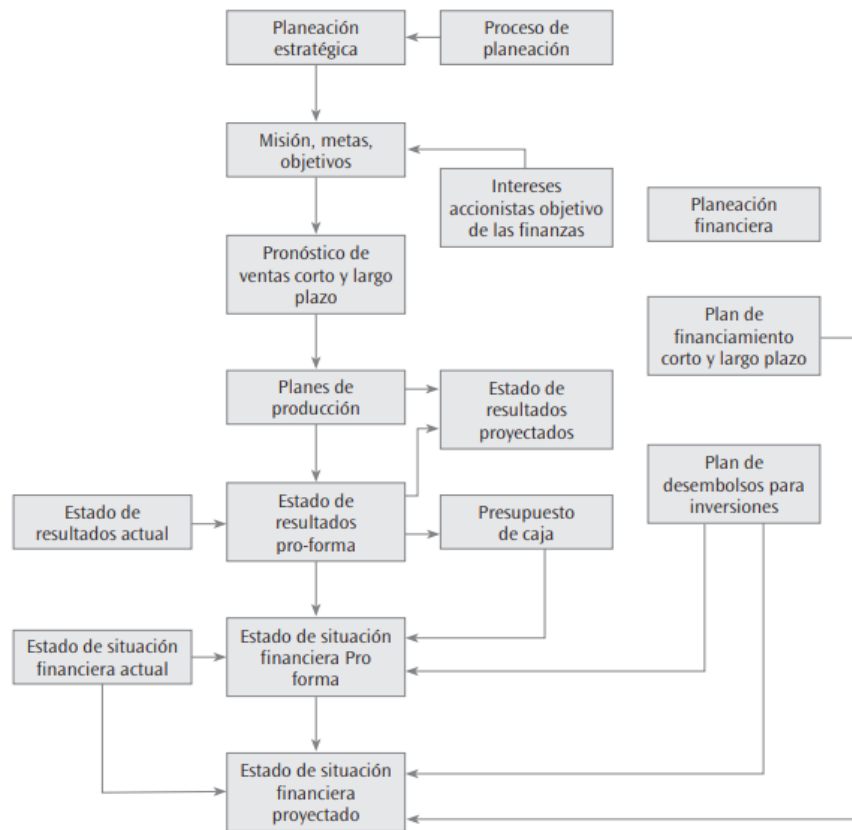 Planeación
estratégica
Proceso de
planeación
Misión, metas,
objetivos
Intereses
accionistas objetivo
de las finanzas
Planeación
financiera
Pronóstico de
ventas corto y largo
plazo
Plan de
financiamiento
corto y largo plazo
Planes de
producción
Estado de
resultados
proyectados
Plan de
desembolsos para
inversiones
Estado de
resultados actual
Estado de
resultados
pro-forma
Presupuesto
de caja
Estado de situación
financiera actual
Estado de situación
financiera Pro
forma
Estado de situación
financiera
proyectado